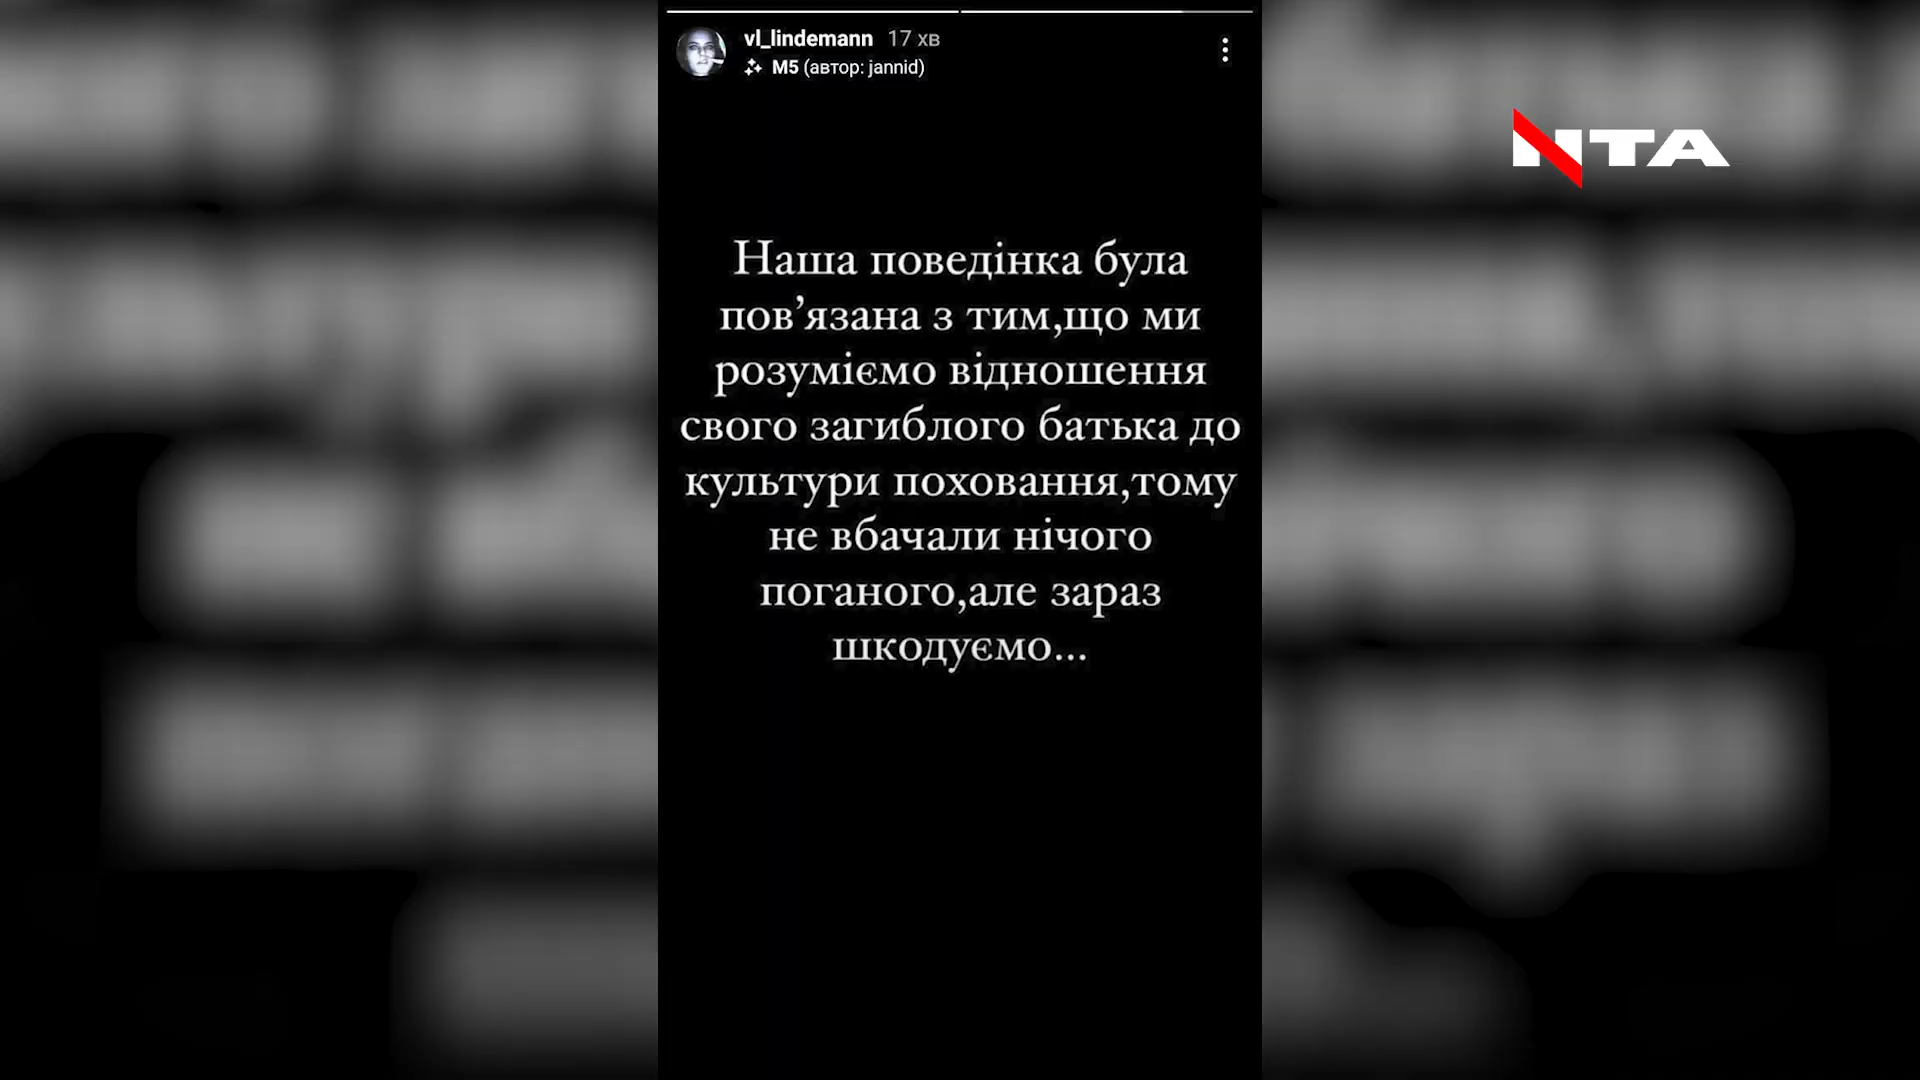 vl_lindemann 17 хв
M5 (автор: jannid)
NTA
Наша поведінка була
пов’язана з тим,що ми
розуміємо відношення
свого загиблого батька до
культури поховання,тому
не вбачали нічого
поганого,але зараз
шкодуємо...